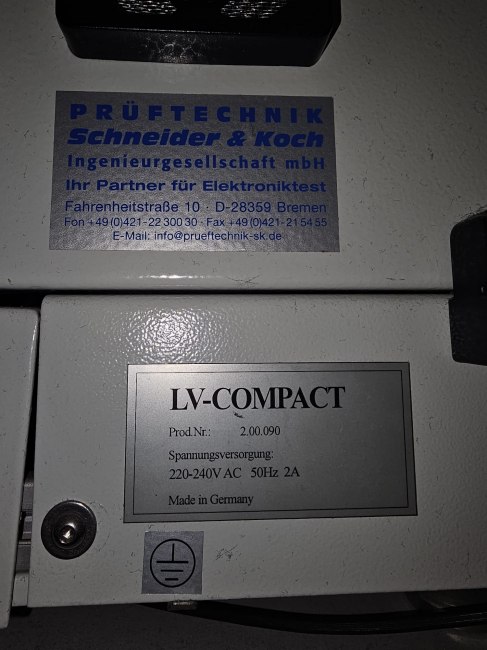 PRÜFTECHNIK
Schneider & Koch
Ingenieurgesellschaft mbH
Ihr Partner für Elektroniktest
Fahrenheitstraße 10 · D-28359 Bremen
Fon +49(0)421-22 30030 · Fax +49(0)421-21 54 55
E-Mail: info@prueftechnik-sk.de
LV-COMPACT
Prod.Nr.: 2.00.090
Spannungsversorgung:
220-240V AC 50Hz 2A
Made in Germany